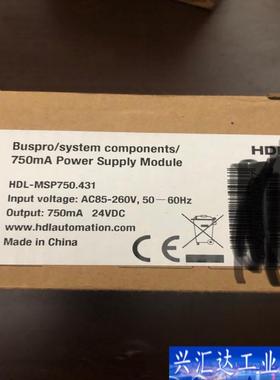 Buspro/system components/
750mA Power Supply Module
HDL
HDL-MSP750.431
Input voltage: AC85-260V, 50—60Hz
Output: 750mA 24VDC
www.hdlautomation.com
Made in China
CE
兴汇达工业